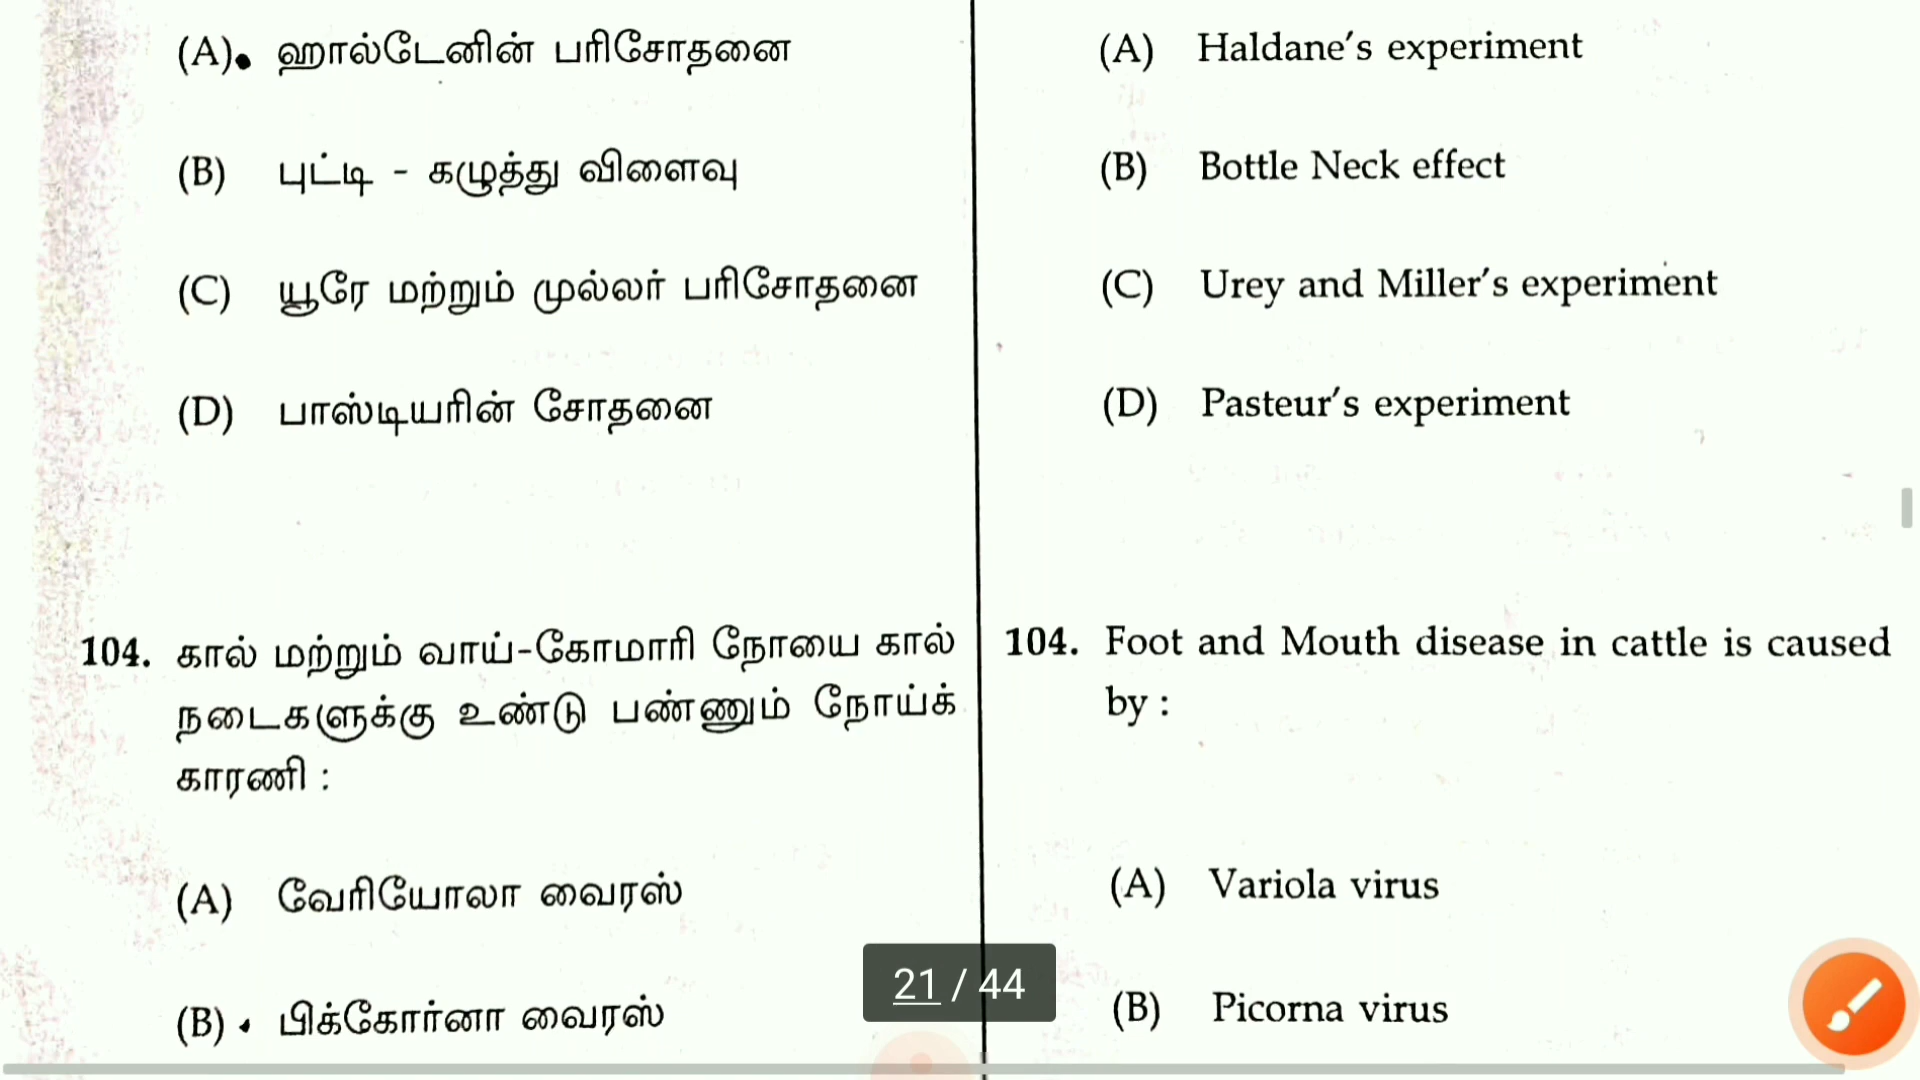 (A). ஹால்டேனின் பரிசோதனை
(B) புட்டி - கழுத்து விளைவு
(C) யூரே மற்றும் முல்லர் பரிசோதனை
(D) பாஸ்டியரின் சோதனை
104. கால் மற்றும் வாய்-கோமாரி நோயை கால்
நடைகளுக்கு உண்டு பண்ணும் நோய்க்
காரணி :
(A) வேரியோலா வைரஸ்
(B) பிக்கோர்னா வைரஸ்
(A) Haldane's experiment
(B) Bottle Neck effect
(C) Urey and Miller's experiment
(D) Pasteur's experiment
104. Foot and Mouth disease in cattle is caused
by :
(A) Variola virus
(B) Picorna virus
21 / 44